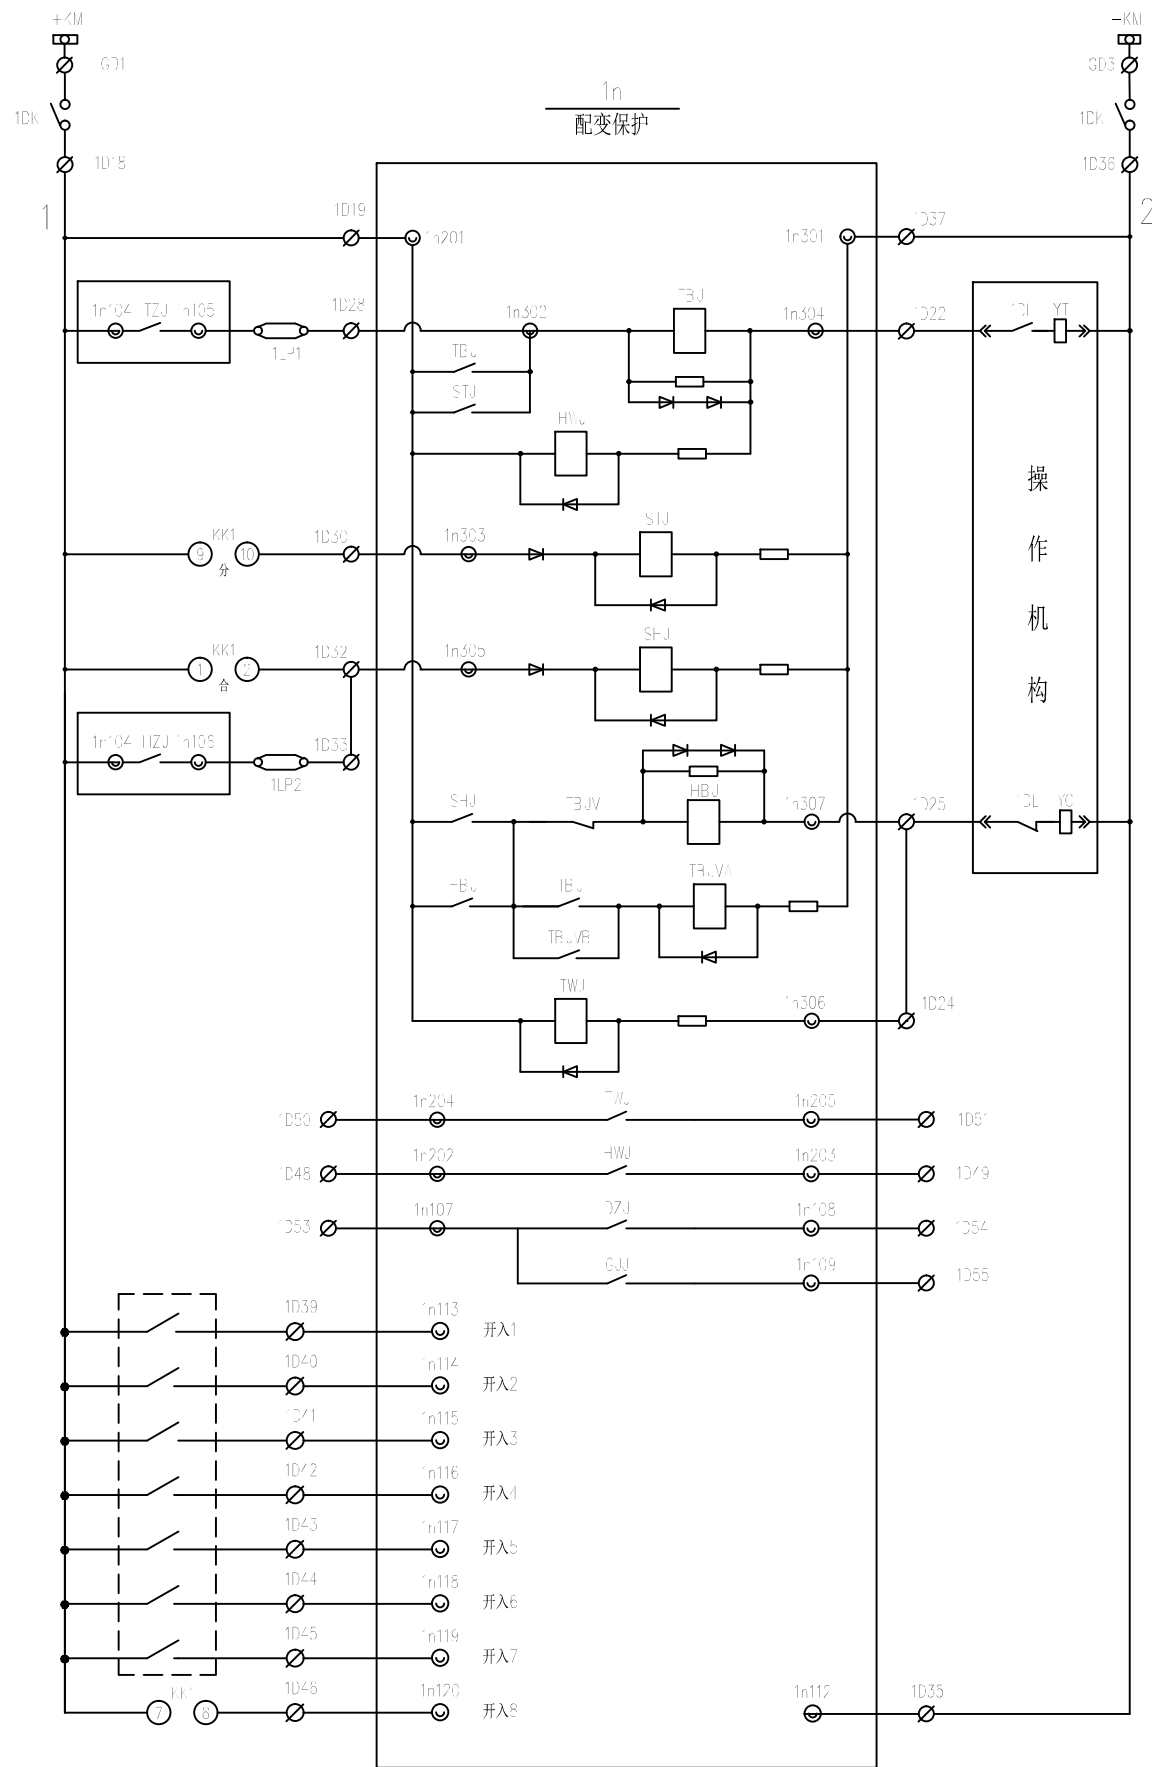 +KM
-KM
GD1
GD3
1n
配变保护
1DK
1DK
1D18
1D36
1
2
1D19
1n201
1n301
1D37
1n104 TZJ 1n105
1LP1
1D28
1n302
TBJ
1n304
1D22
1DL YT
TBJ
STJ
HWJ
操
作
机
构
KK1
9 10
分
1D30
1n303
STJ
KK1
1 2
合
1D32
1n305
SHJ
1n104 HZJ 1n106
1LP2
1D33
SHJ
TBJV
HBJ
1n307
1D25
1DL YC
HBJ
TBJ
TBJVA
TBJVB
TWJ
1n306
1D24
1D50
1n204
TWJ
1n205
1D51
1D48
1n202
HWJ
1n203
1D49
1D53
1n107
DZJ
1n108
1D54
GJJ
1n109
1D55
1D39
1n113
开入1
1D40
1n114
开入2
1D41
1n115
开入3
1D42
1n116
开入4
1D43
1n117
开入5
1D44
1n118
开入6
1D45
1n119
开入7
KK1
7 8
1D46
1n120
开入8
1n112
1D35